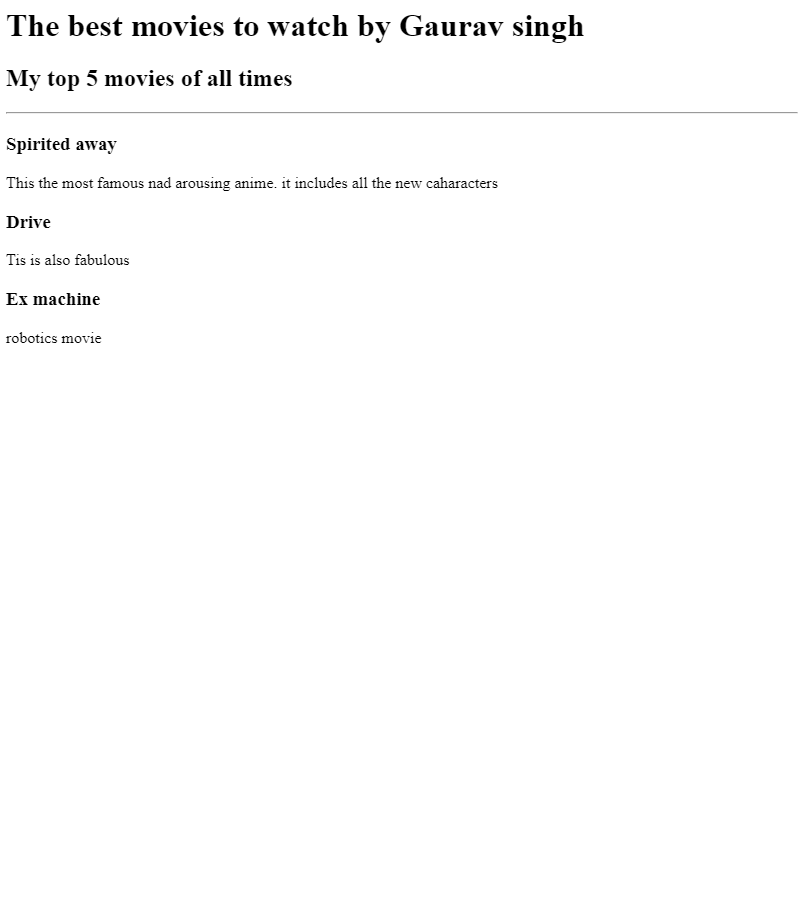 The best movies to watch by Gaurav singh
My top 5 movies of all times
Spirited away
This the most famous nad arousing anime. it includes all the new caharacters
Drive
Tis is also fabulous
Ex machine
robotics movie